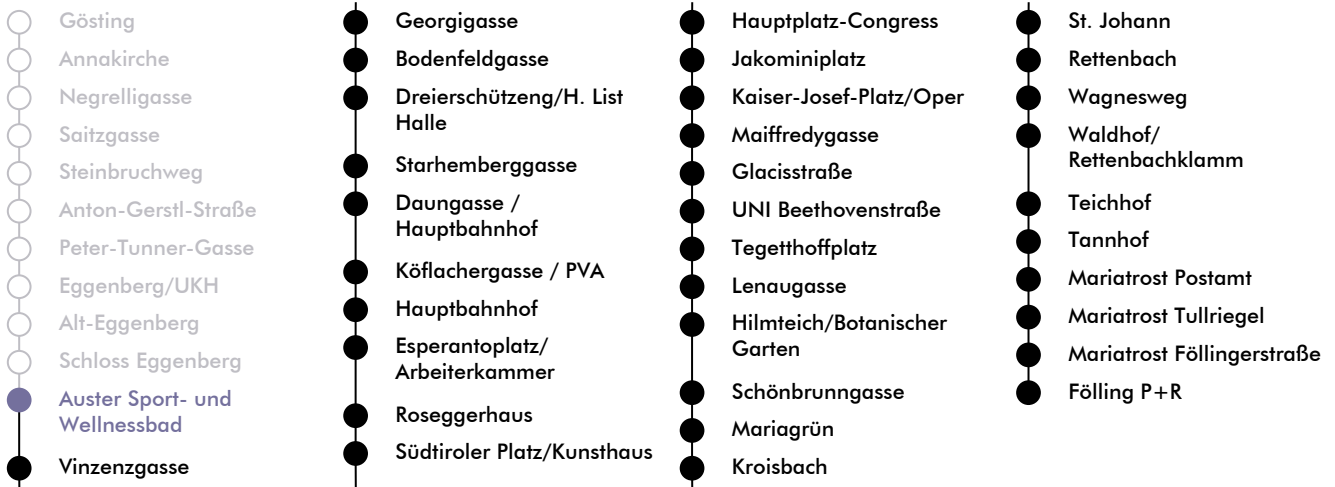 Gösting
Annakirche
Negrelligasse
Saitzgasse
Steinbruchweg
Anton-Gerstl-Straße
Peter-Tunner-Gasse
Eggenberg/UKH
Alt-Eggenberg
Schloss Eggenberg
Auster Sport- und
Wellnessbad
Vinzenzgasse
Georgigasse
Bodenfeldgasse
Dreierschützeng/H. List
Halle
Starhemberggasse
Daungasse /
Hauptbahnhof
Köflachergasse / PVA
Hauptbahnhof
Esperantoplatz/
Arbeiterkammer
Roseggerhaus
Südtiroler Platz/Kunsthaus
Hauptplatz-Congress
Jakominiplatz
Kaiser-Josef-Platz/Oper
Maiffredygasse
Glacisstraße
UNI Beethovenstraße
Tegetthoffplatz
Lenaugasse
Hilmteich/Botanischer
Garten
Schönbrunngasse
Mariagrün
Kroisbach
St. Johann
Rettenbach
Wagnesweg
Waldhof/
Rettenbachklamm
Teichhof
Tannhof
Mariatrost Postamt
Mariatrost Tullriegel
Mariatrost Föllingerstraße
Fölling P+R